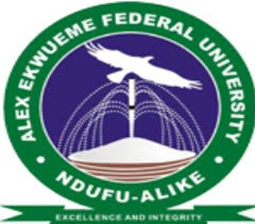 ALEX EKWUEME FEDERAL UNIVERSITY
NDUFU-ALIKE
EXCELLENCE AND INTEGRITY